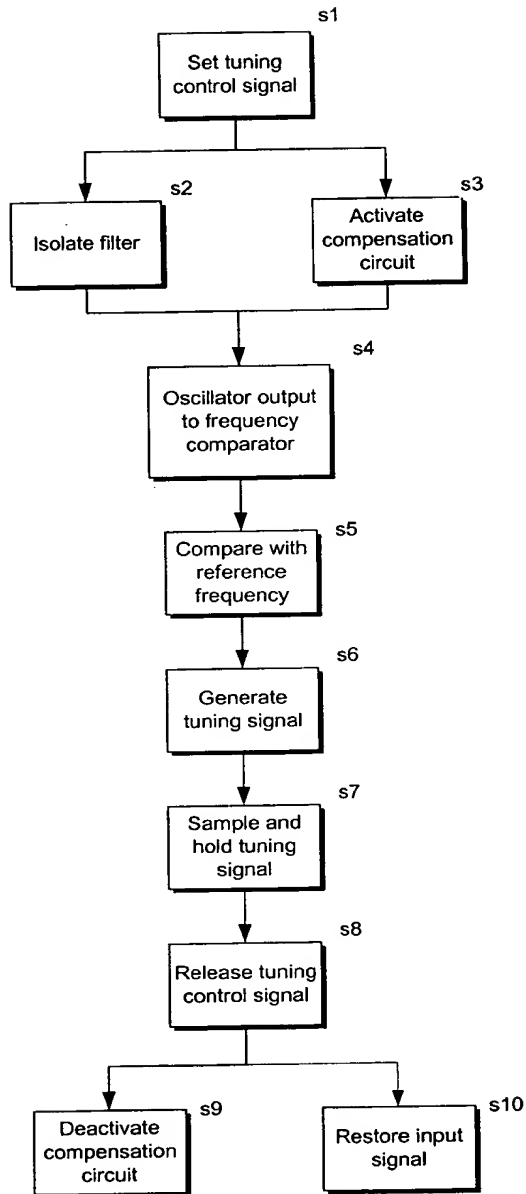 s1
Set tuning
control signal
s2
Isolate filter
s3
Activate
compensation
circuit
s4
Oscillator output
to frequency
comparator
s5
Compare with
reference
frequency
s6
Generate
tuning signal
s7
Sample and
hold tuning
signal
s8
Release tuning
control signal
s9
Deactivate
compensation
circuit
s10
Restore input
signal